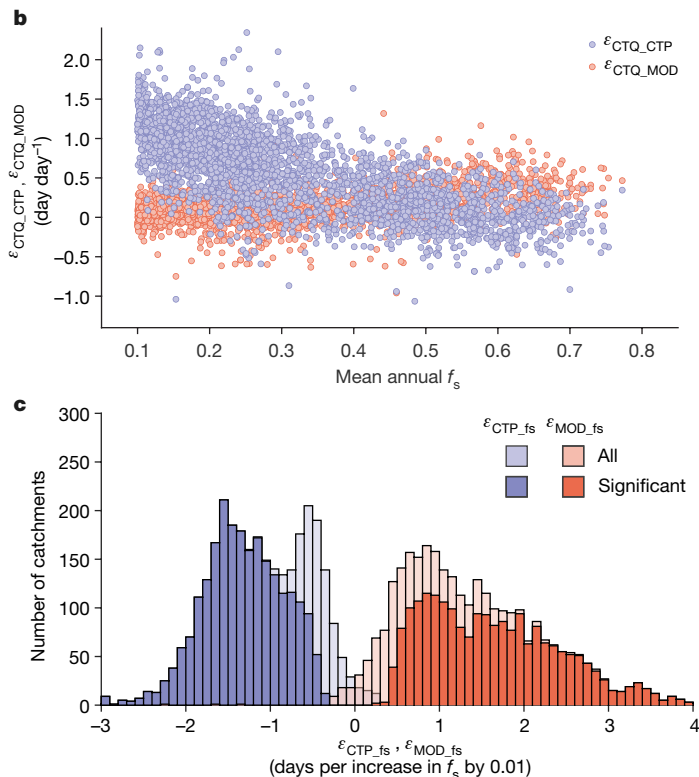 b
ε_CTQ_CTP
ε_CTQ_MOD
ε_CTQ_CTP, ε_CTQ_MOD
(day day⁻¹)
2.0
1.5
1.0
0.5
0
−0.5
−1.0
0.1 0.2 0.3 0.4 0.5 0.6 0.7 0.8
Mean annual f_s
c
ε_CTP_fs ε_MOD_fs
All
Significant
Number of catchments
300
250
200
150
100
50
0
−3 −2 −1 0 1 2 3 4
ε_CTP_fs, ε_MOD_fs
(days per increase in f_s by 0.01)